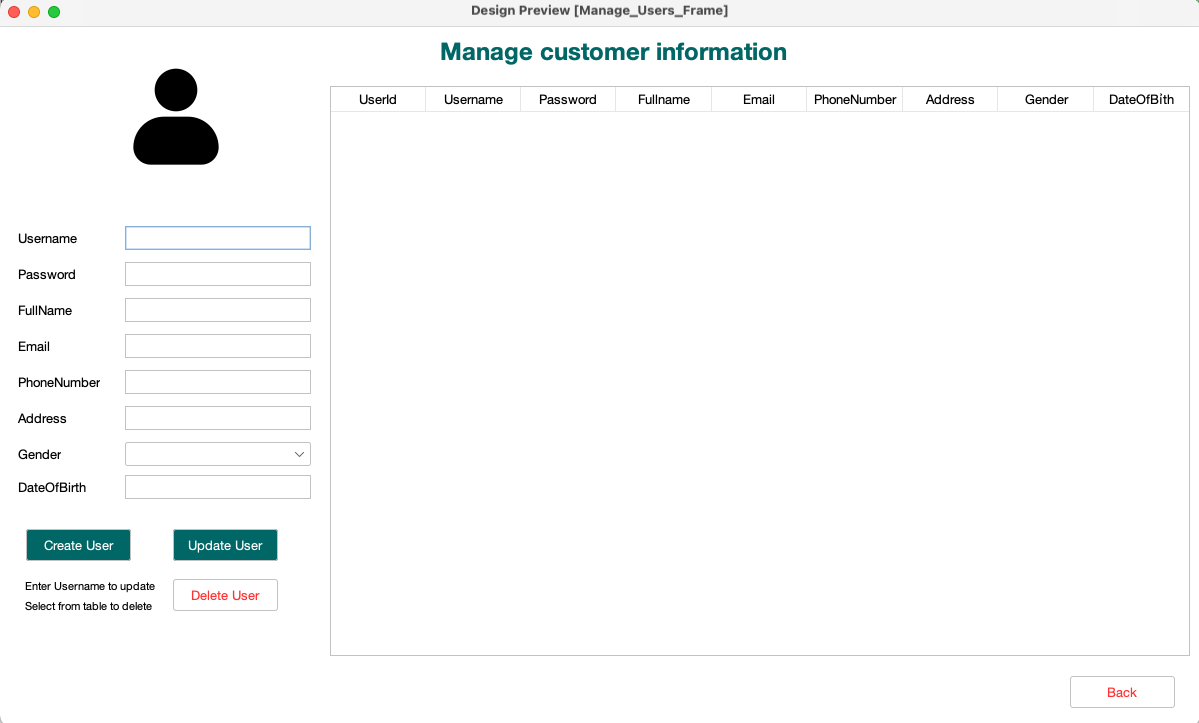 Design Preview [Manage_Users_Frame]
Manage customer information
UserId Username Password Fullname Email PhoneNumber Address Gender DateOfBith
Username
Password
FullName
Email
PhoneNumber
Address
Gender
DateOfBirth
Create User Update User
Enter Username to update
Select from table to delete
Delete User
Back